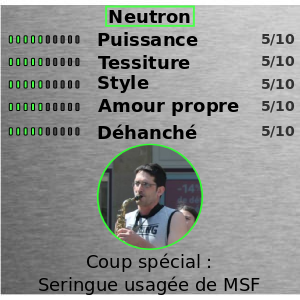 Neutron
Puissance 5/10
Tessiture 5/10
Style 5/10
Amour propre 5/10
Déhanché 5/10
-14
Coup spécial :
Seringue usagée de MSF